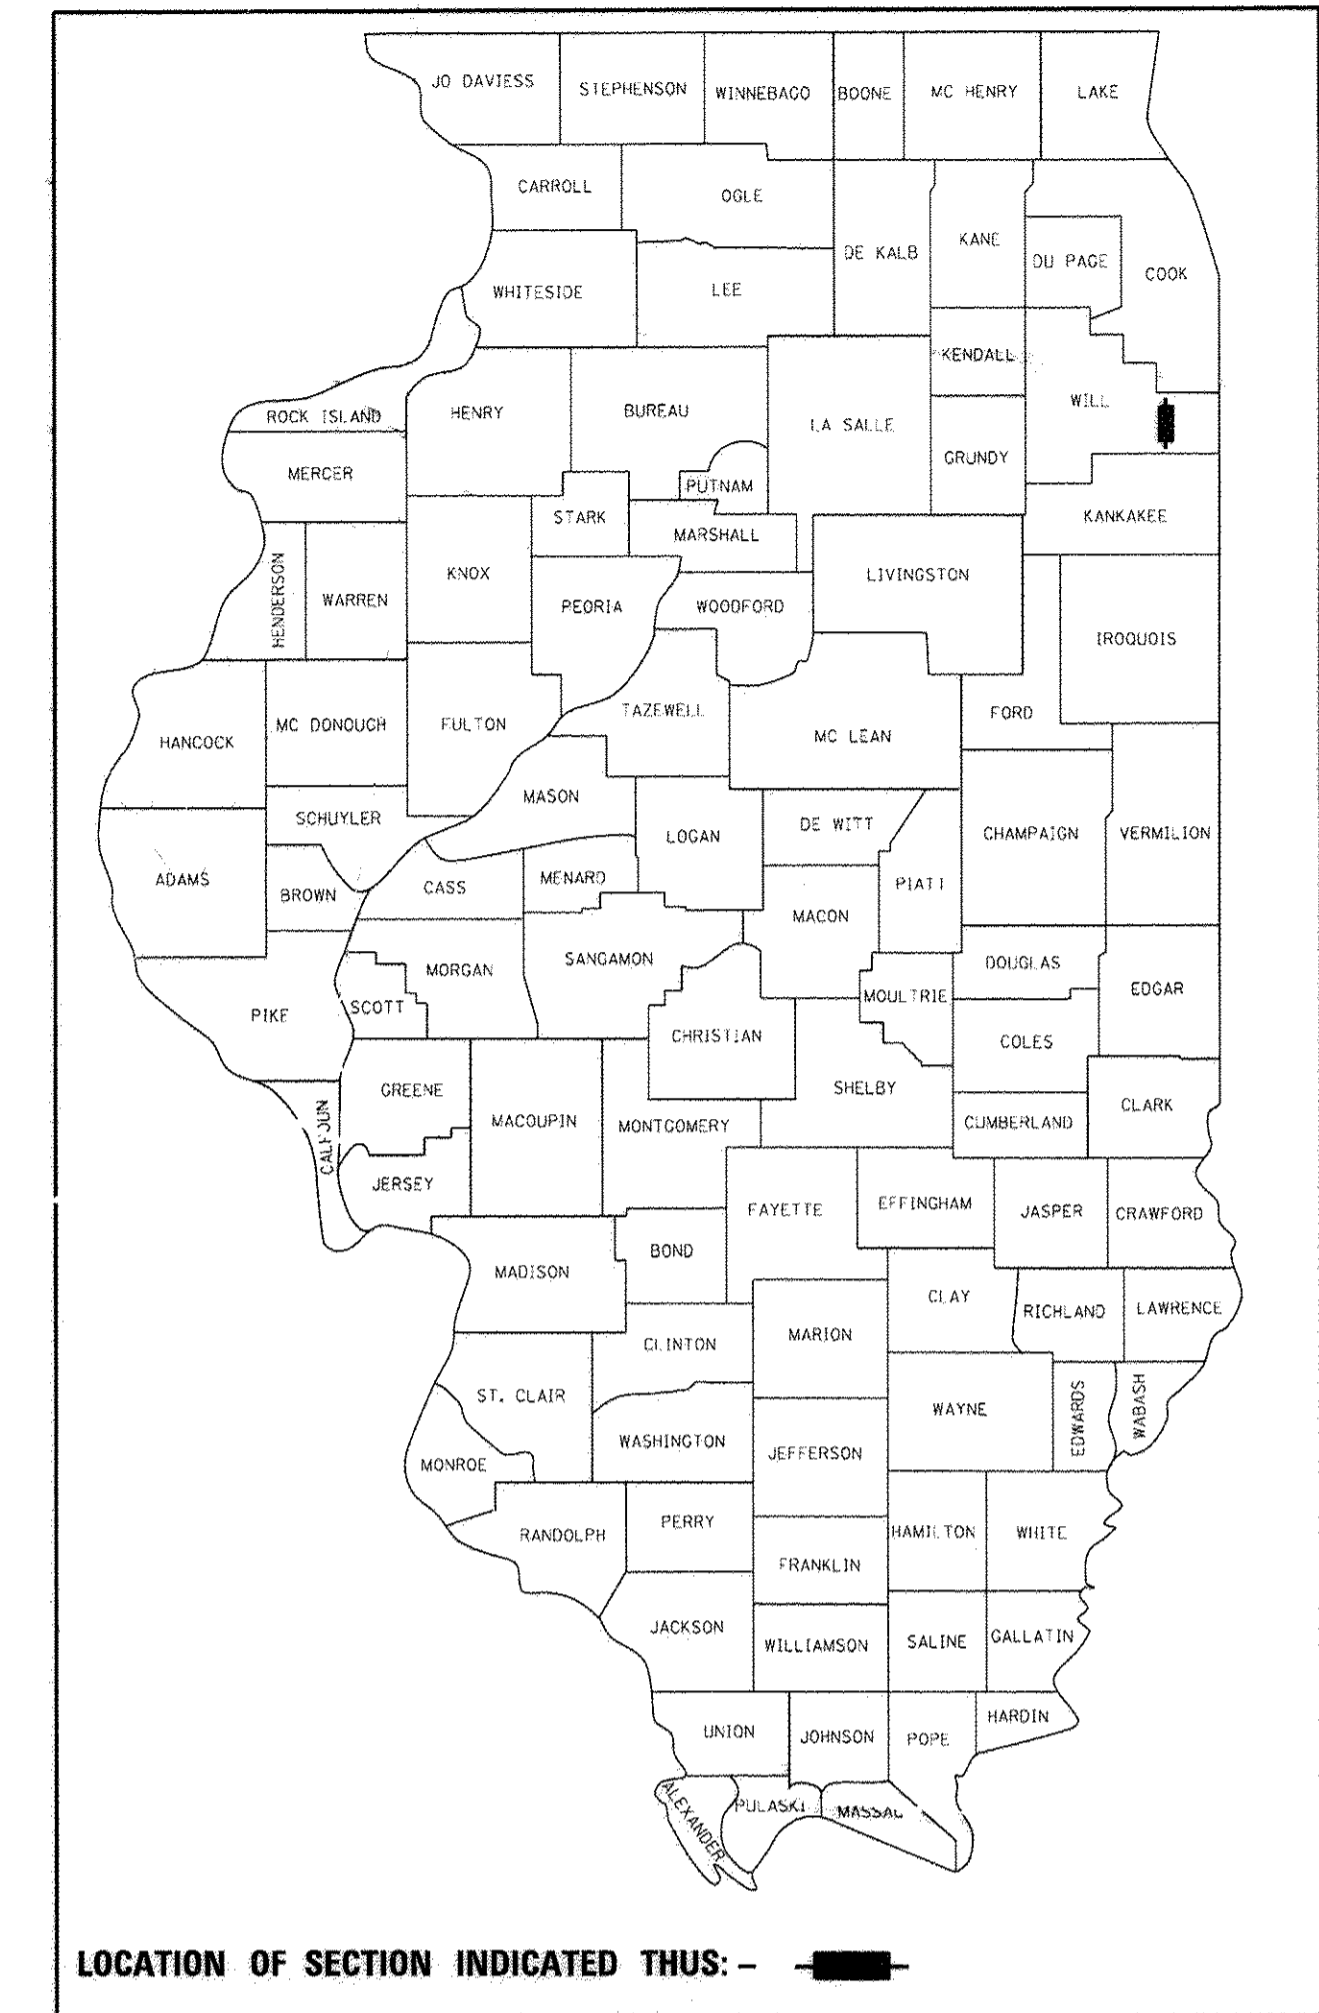 JO DAVIESS
STEPHENSON
WINNEBAGO
BOONE
MC HENRY
LAKE
CARROLL
OGLE
DE KALB
KANE
DU PAGE
COOK
WHITESIDE
LEE
KENDALL
ROCK ISLAND
HENRY
BUREAU
LA SALLE
WILL
GRUNDY
MERCER
PUTNAM
STARK
MARSHALL
KANKAKEE
HENDERSON
WARREN
KNOX
PEORIA
WOODFORD
LIVINGSTON
IROQUOIS
HANCOCK
MC DONOUGH
FULTON
TAZEWELL
MC LEAN
FORD
MASON
SCHUYLER
LOGAN
DE WITT
CHAMPAIGN
VERMILION
ADAMS
BROWN
CASS
MENARD
MACON
PIATT
PIKE
SCOTT
MORGAN
SANGAMON
CHRISTIAN
MOULTRIE
DOUGLAS
EDGAR
COLES
GREENE
CALHOUN
MACOUPIN
MONTGOMERY
SHELBY
CUMBERLAND
CLARK
JERSEY
FAYETTE
EFFINGHAM
JASPER
CRAWFORD
MADISON
BOND
CLAY
RICHLAND
LAWRENCE
CLINTON
MARION
ST. CLAIR
WAYNE
EDWARDS
WABASH
MONROE
WASHINGTON
JEFFERSON
RANDOLPH
PERRY
FRANKLIN
HAMILTON
WHITE
JACKSON
WILLIAMSON
SALINE
GALLATIN
UNION
JOHNSON
POPE
HARDIN
ALEXANDER
PULASKI
MASSAC
LOCATION OF SECTION INDICATED THUS: –